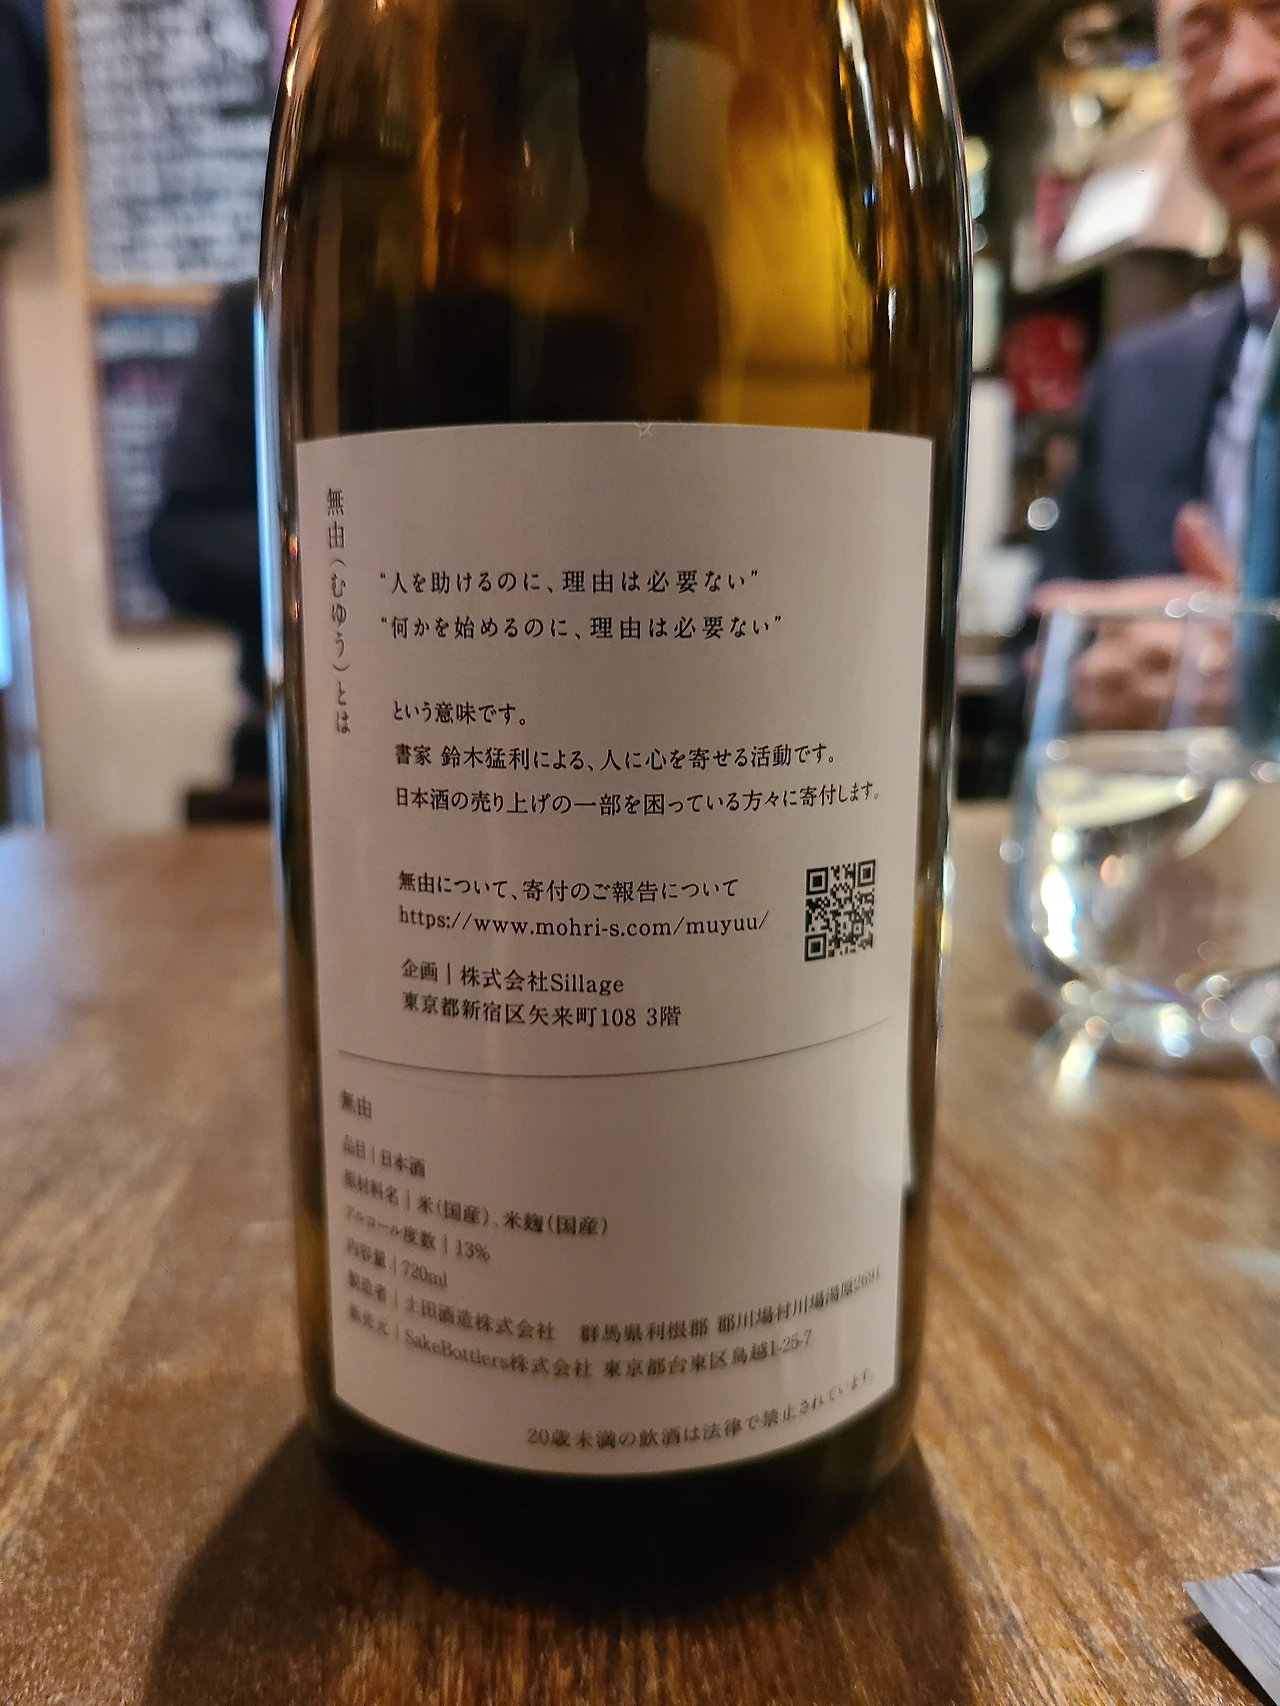 無由(むゆう)とは
“人を助けるのに、理由は必要ない”
“何かを始めるのに、理由は必要ない”
という意味です。
書家 鈴木猛利による、人に心を寄せる活動です。
日本酒の売り上げの一部を困っている方々に寄付します。
無由について、寄付のご報告について
https://www.mohri-s.com/muyuu/
企画|株式会社Sillage
東京都新宿区矢来町108 3階
無由
品目|日本酒
原材料名|米(国産)、米麹(国産)
アルコール度数|13%
内容量|720ml
製造者|土田酒造株式会社 群馬県利根郡 郡川場村川場湯原2691
販売元|SakeBottlers株式会社 東京都台東区鳥越1-25-7
20歳未満の飲酒は法律で禁止されています。